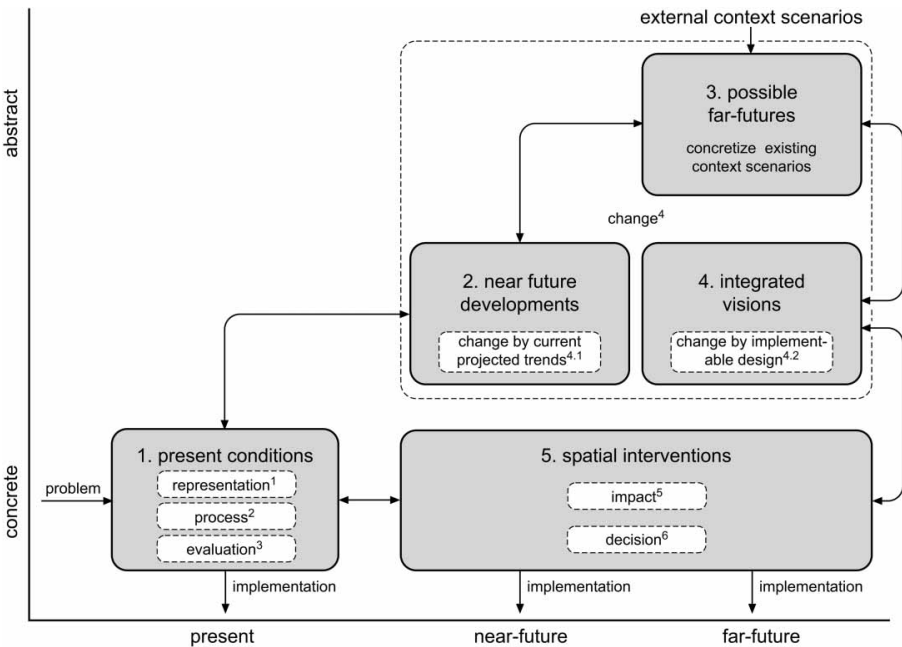 external context scenarios
abstract
3. possible
far-futures
concretize existing
context scenarios
change⁴
2. near future
developments
change by current
projected trends⁴·¹
4. integrated
visions
change by implement-
able design⁴·²
concrete
problem
1. present conditions
representation¹
process²
evaluation³
5. spatial interventions
impact⁵
decision⁶
implementation
implementation
implementation
present
near-future
far-future